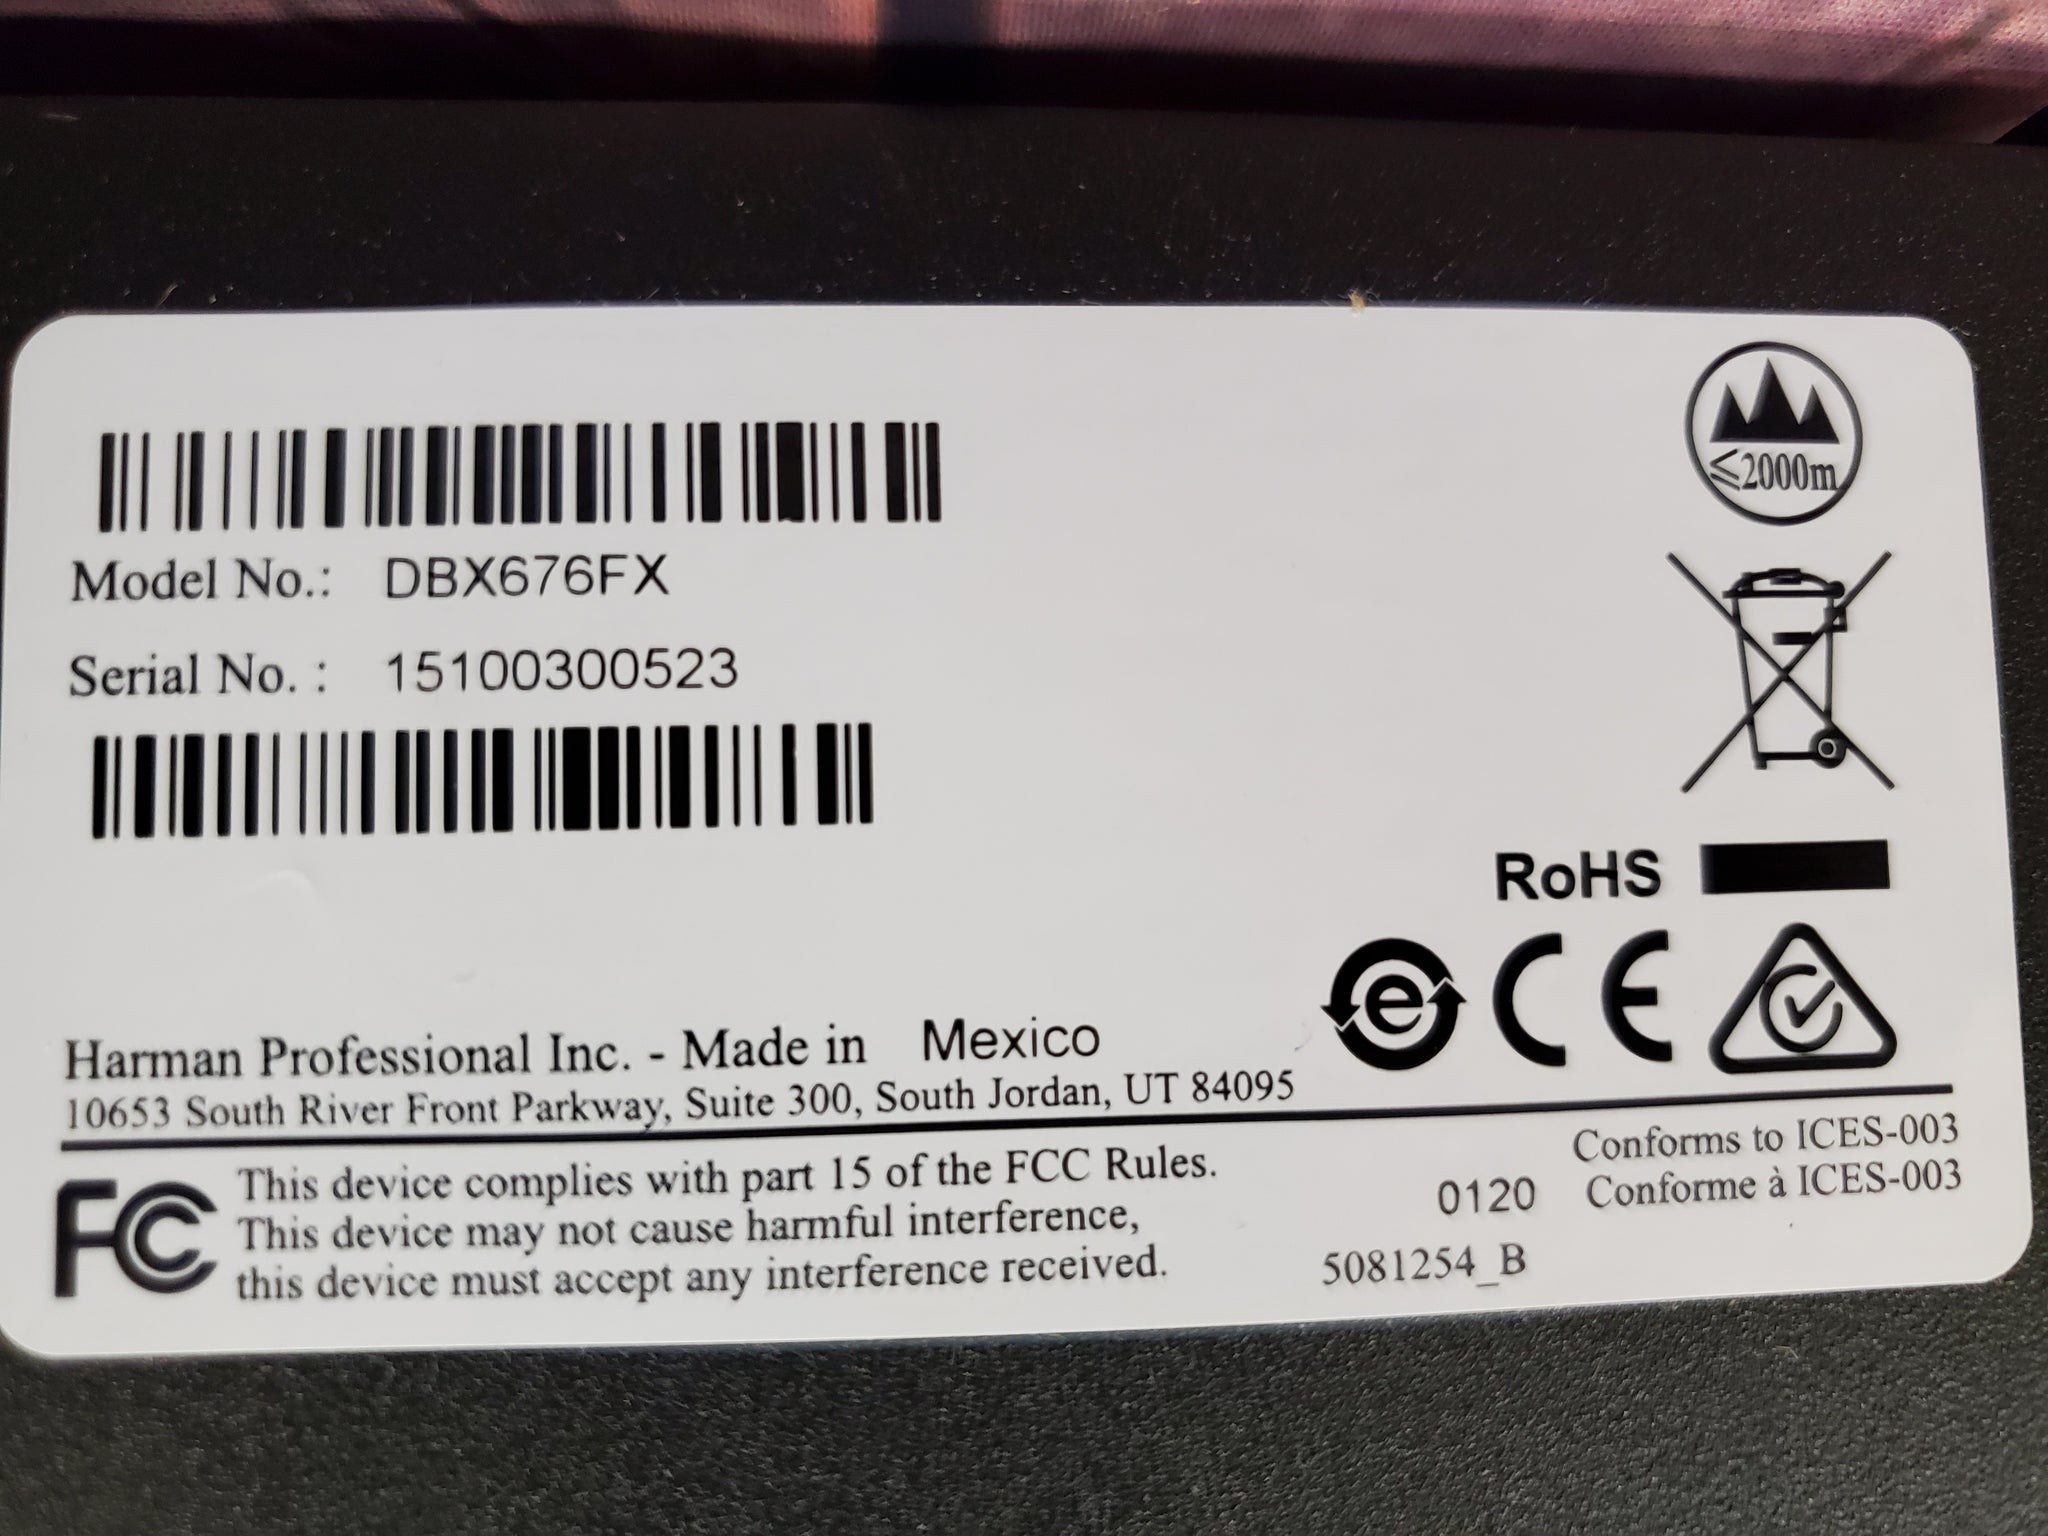 ≤2000m
Model No.: DBX676FX
Serial No. : 15100300523
RoHS
e CE
Harman Professional Inc. - Made in Mexico
10653 South River Front Parkway, Suite 300, South Jordan, UT 84095
FC This device complies with part 15 of the FCC Rules.
This device may not cause harmful interference,
this device must accept any interference received.
0120
5081254_B
Conforms to ICES-003
Conforme à ICES-003